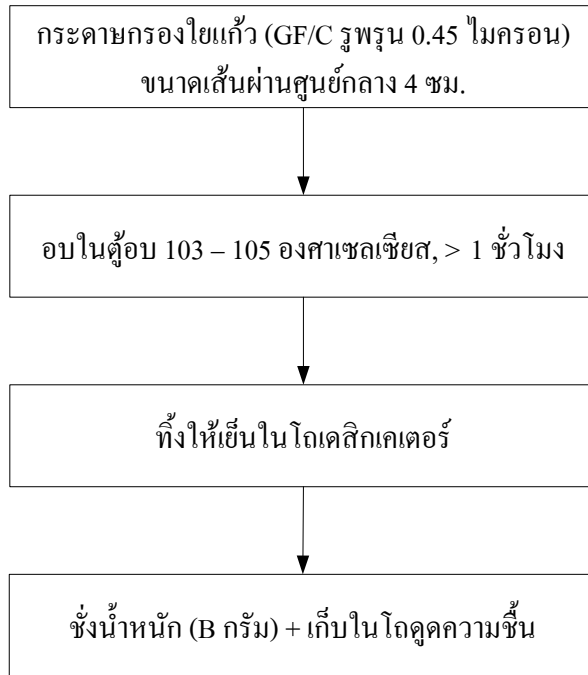 กระดาษกรองใยแก้ว (GF/C รูพรุน 0.45 ไมครอน)
ขนาดเส้นผ่านศูนย์กลาง 4 ซม.
อบในตู้อบ 103 – 105 องศาเซลเซียส, > 1 ชั่วโมง
ทิ้งให้เย็นในโถเดสิกเคเตอร์
ชั่งน้ำหนัก (B กรัม) + เก็บในโถดูดความชื้น